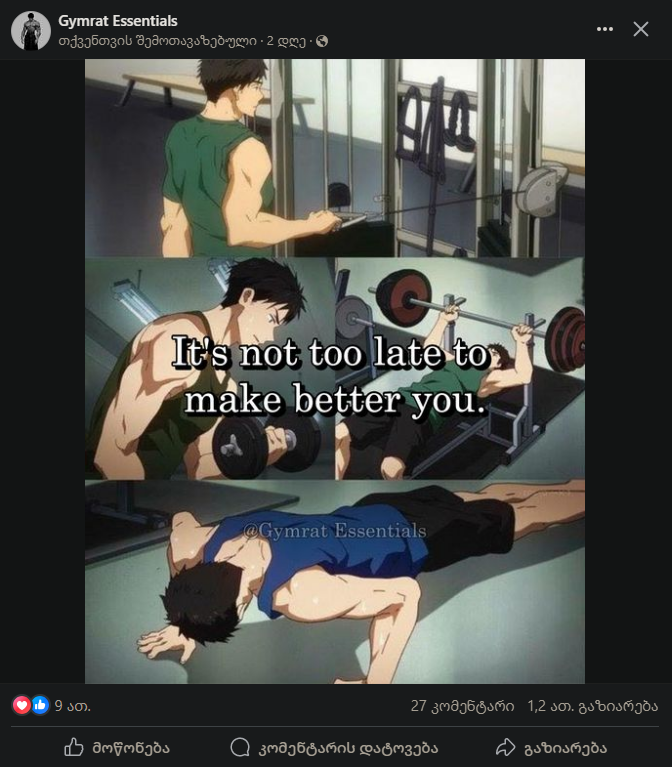 Gymrat Essentials
თქვენთვის შემოთავაზებული · 2 დღე ·
It's not too late to
make better you.
@Gymrat Essentials
9 ათ. 27 კომენტარი 1,2 ათ. გაზიარება
მოწონება კომენტარის დატოვება გაზიარება